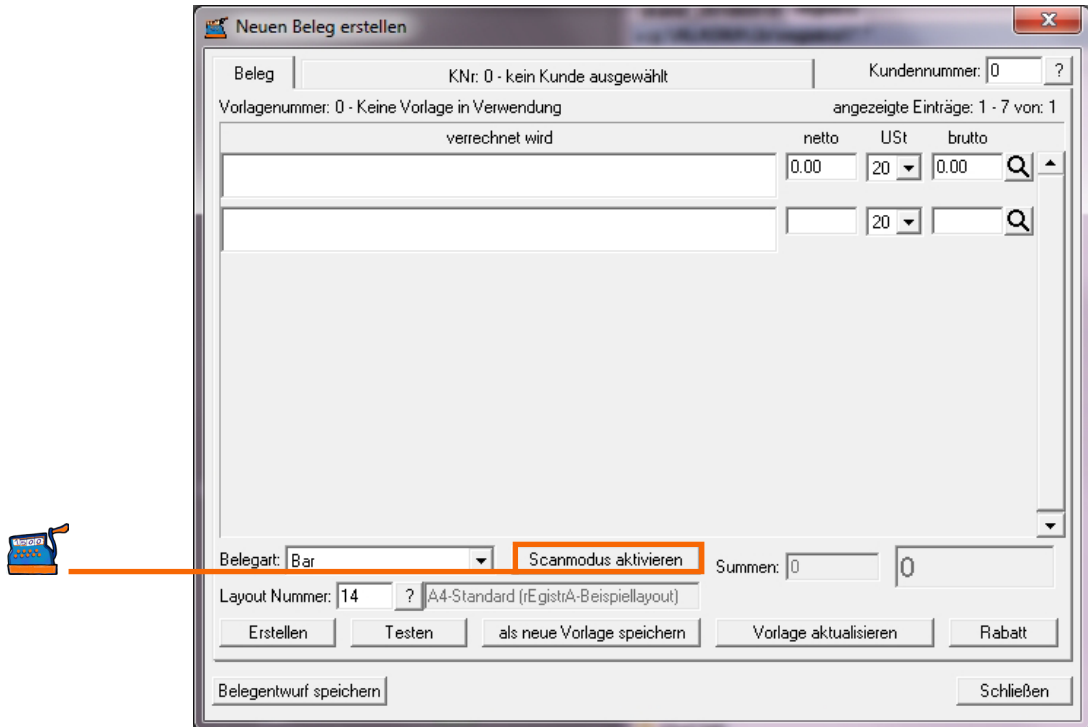 Neuen Beleg erstellen
Beleg KNr: 0 - kein Kunde ausgewählt Kundennummer: 0 ?
Vorlagenummer: 0 - Keine Vorlage in Verwendung angezeigte Einträge: 1 - 7 von: 1
verrechnet wird netto USt brutto
0.00 20 0.00
20
Belegart: Bar Scanmodus aktivieren Summen: 0 0
Layout Nummer: 14 ? A4-Standard (rEgistrA-Beispiellayout)
Erstellen Testen als neue Vorlage speichern Vorlage aktualisieren Rabatt
Belegentwurf speichern Schließen